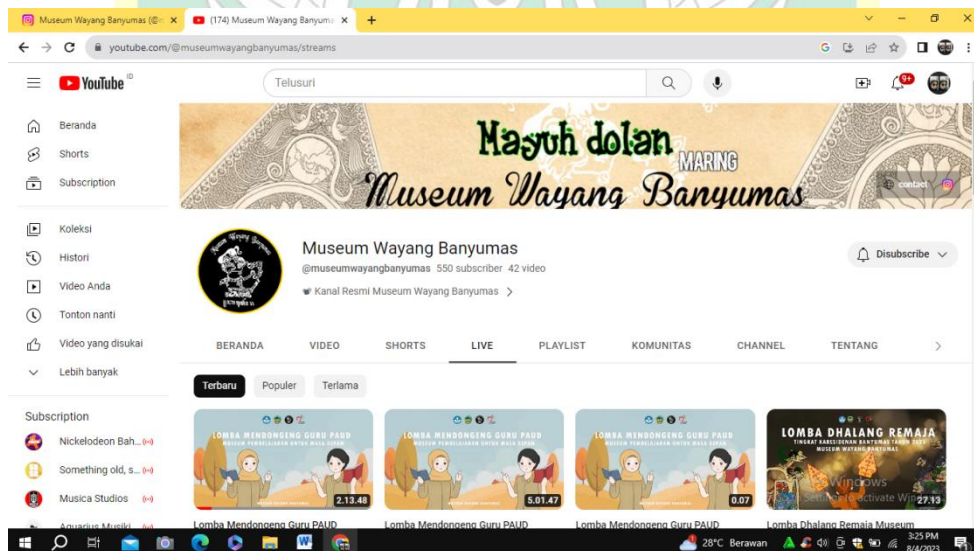 Museum Wayang Banyumas (@
(174) Museum Wayang Banyum
youtube.com/@museumwayangbanyumas/streams
YouTube ID
Telusuri
9+
Beranda
Shorts
Subscription
Koleksi
Histori
Video Anda
Tonton nanti
Video yang disukai
Lebih banyak
Subscription
Nickelodeon Bah...
Something old, s...
Musica Studios
Aquarius Musiki
Masyuh dolan
MARING
Museum Wayang Banyumas
contact
Museum Wayang Banyumas
@museumwayangbanyumas 550 subscriber 42 video
Kanal Resmi Museum Wayang Banyumas
Disubscribe
BERANDA VIDEO SHORTS LIVE PLAYLIST KOMUNITAS CHANNEL TENTANG
Terbaru Populer Terlama
LOMBA MENDONGENG GURU PAUD
2.13.48
LOMBA MENDONGENG GURU PAUD
5.01.47
LOMBA MENDONGENG GURU PAUD
0.07
LOMBA DHALANG REMAJA
MUSEUM WAYANG BANYUMAS
27.13
Lomba Mendongeng Guru PAUD
Lomba Mendongeng Guru PAUD
Lomba Mendongeng Guru PAUD
Lomba Dhalang Remaja Museum
28°C Berawan
3:25 PM
8/4/2023